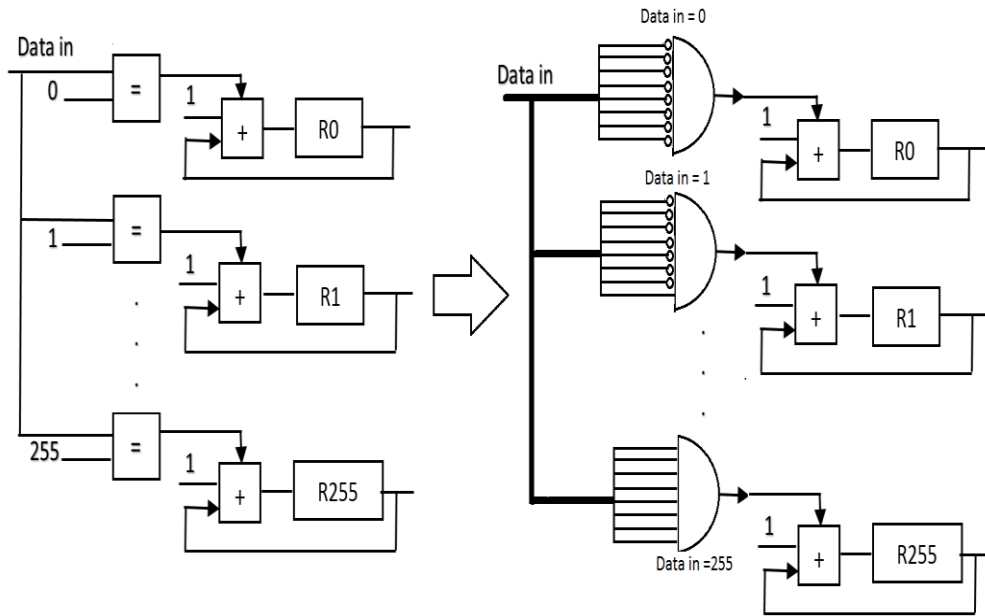 Data in
0
=
1
+
R0
1
=
1
+
R1
.
.
.
255
=
1
+
R255
Data in = 0
Data in
1
+
R0
Data in = 1
1
+
R1
.
.
.
Data in =255
1
+
R255